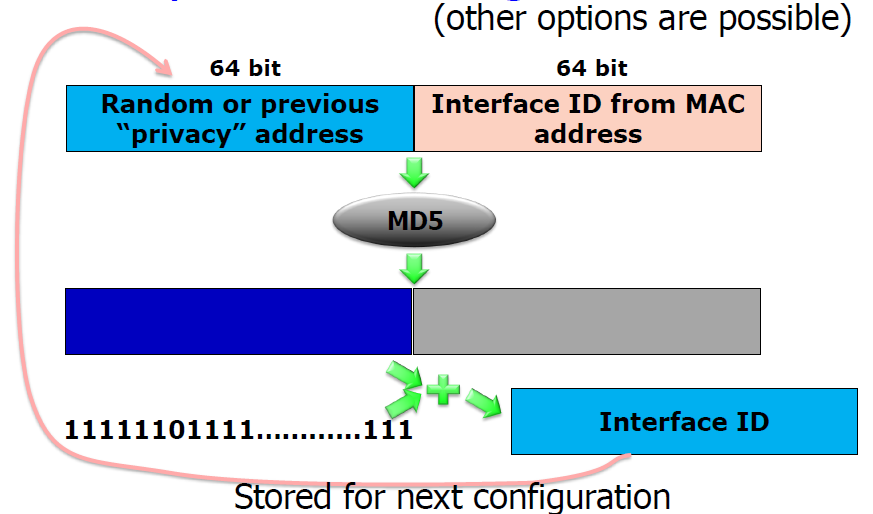 (other options are possible)
64 bit
64 bit
Random or previous
“privacy” address
Interface ID from MAC
address
MD5
11111101111............111
Interface ID
Stored for next configuration